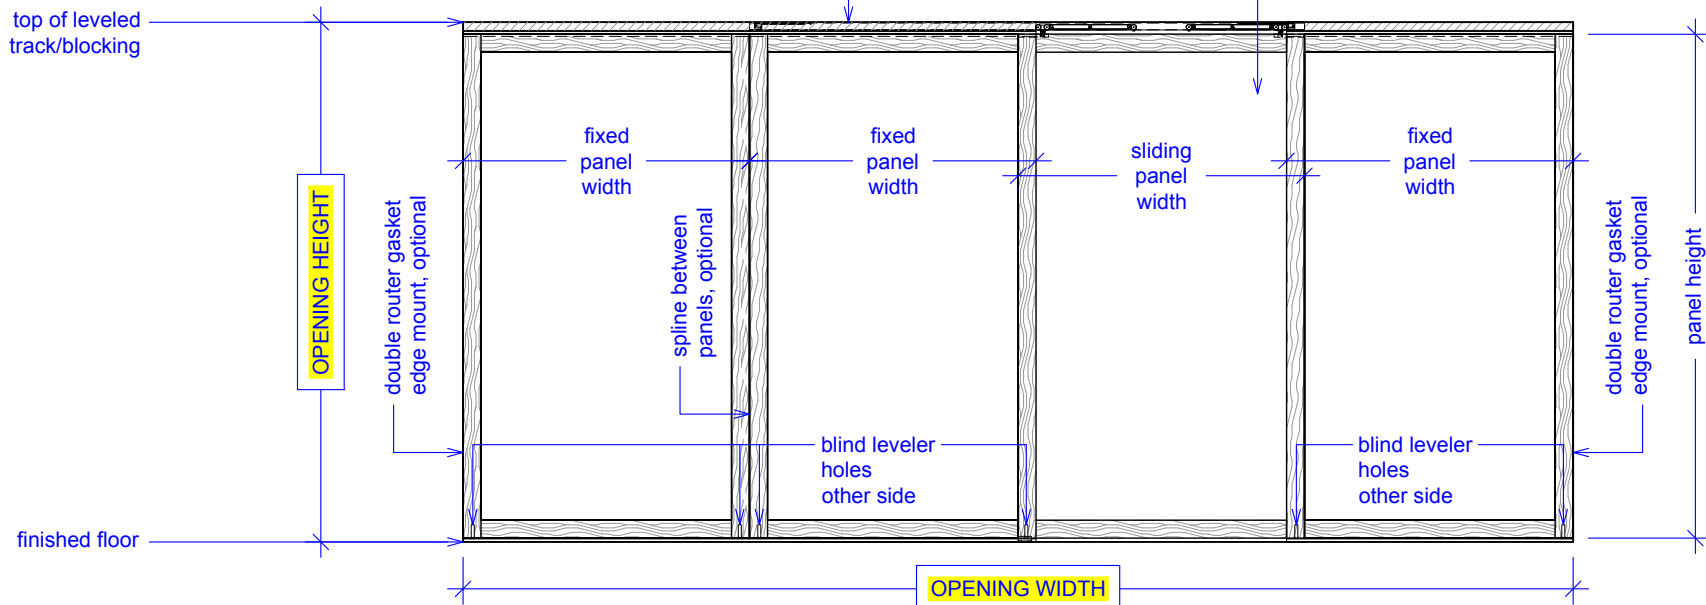 top of leveled
track/blocking
OPENING HEIGHT
double router gasket
edge mount, optional
fixed
panel
width
spline between
panels, optional
fixed
panel
width
sliding
panel
width
fixed
panel
width
double router gasket
edge mount, optional
panel height
blind leveler
holes
other side
blind leveler
holes
other side
finished floor
OPENING WIDTH